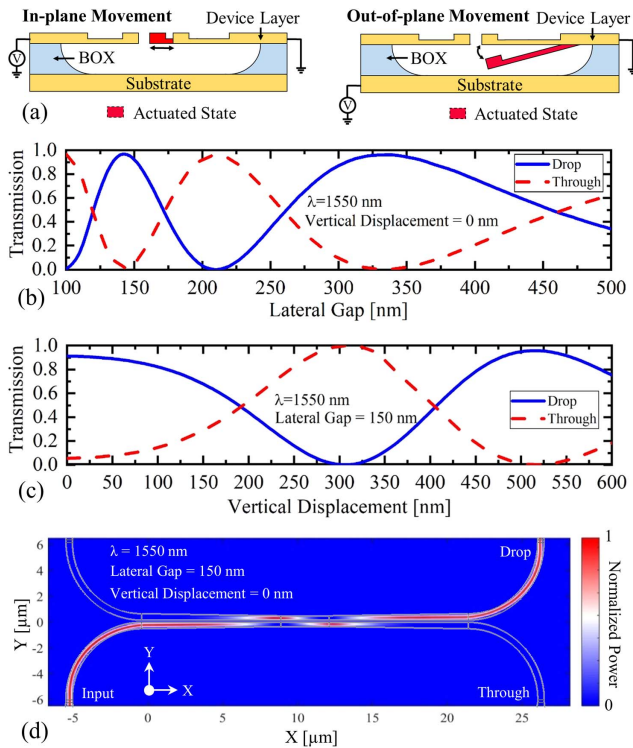 In-plane Movement
Device Layer
Out-of-plane Movement
Device Layer
V
BOX
Substrate
BOX
Substrate
V
(a)
Actuated State
Actuated State
Transmission
1.0
0.8
0.6
0.4
0.2
0.0
λ=1550 nm
Vertical Displacement = 0 nm
Drop
Through
100 150 200 250 300 350 400 450 500
Lateral Gap [nm]
(b)
Transmission
1.0
0.8
0.6
0.4
0.2
0.0
λ=1550 nm
Lateral Gap = 150 nm
Drop
Through
0 50 100 150 200 250 300 350 400 450 500 550 600
Vertical Displacement [nm]
(c)
Y [μm]
6
4
2
0
-2
-4
-6
λ = 1550 nm
Lateral Gap = 150 nm
Vertical Displacement = 0 nm
Drop
Y
X
Input
Through
-5 0 5 10 15 20 25
X [μm]
1
Normalized Power
0
(d)